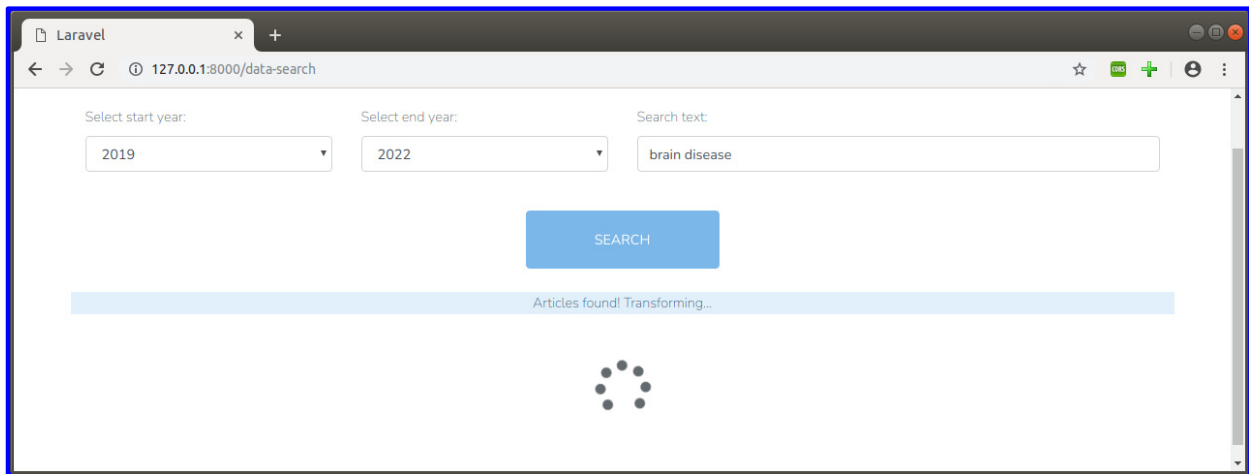 Laravel
127.0.0.1:8000/data-search
CORS
Select start year: Select end year: Search text:
2019 2022 brain disease
SEARCH
Articles found! Transforming...